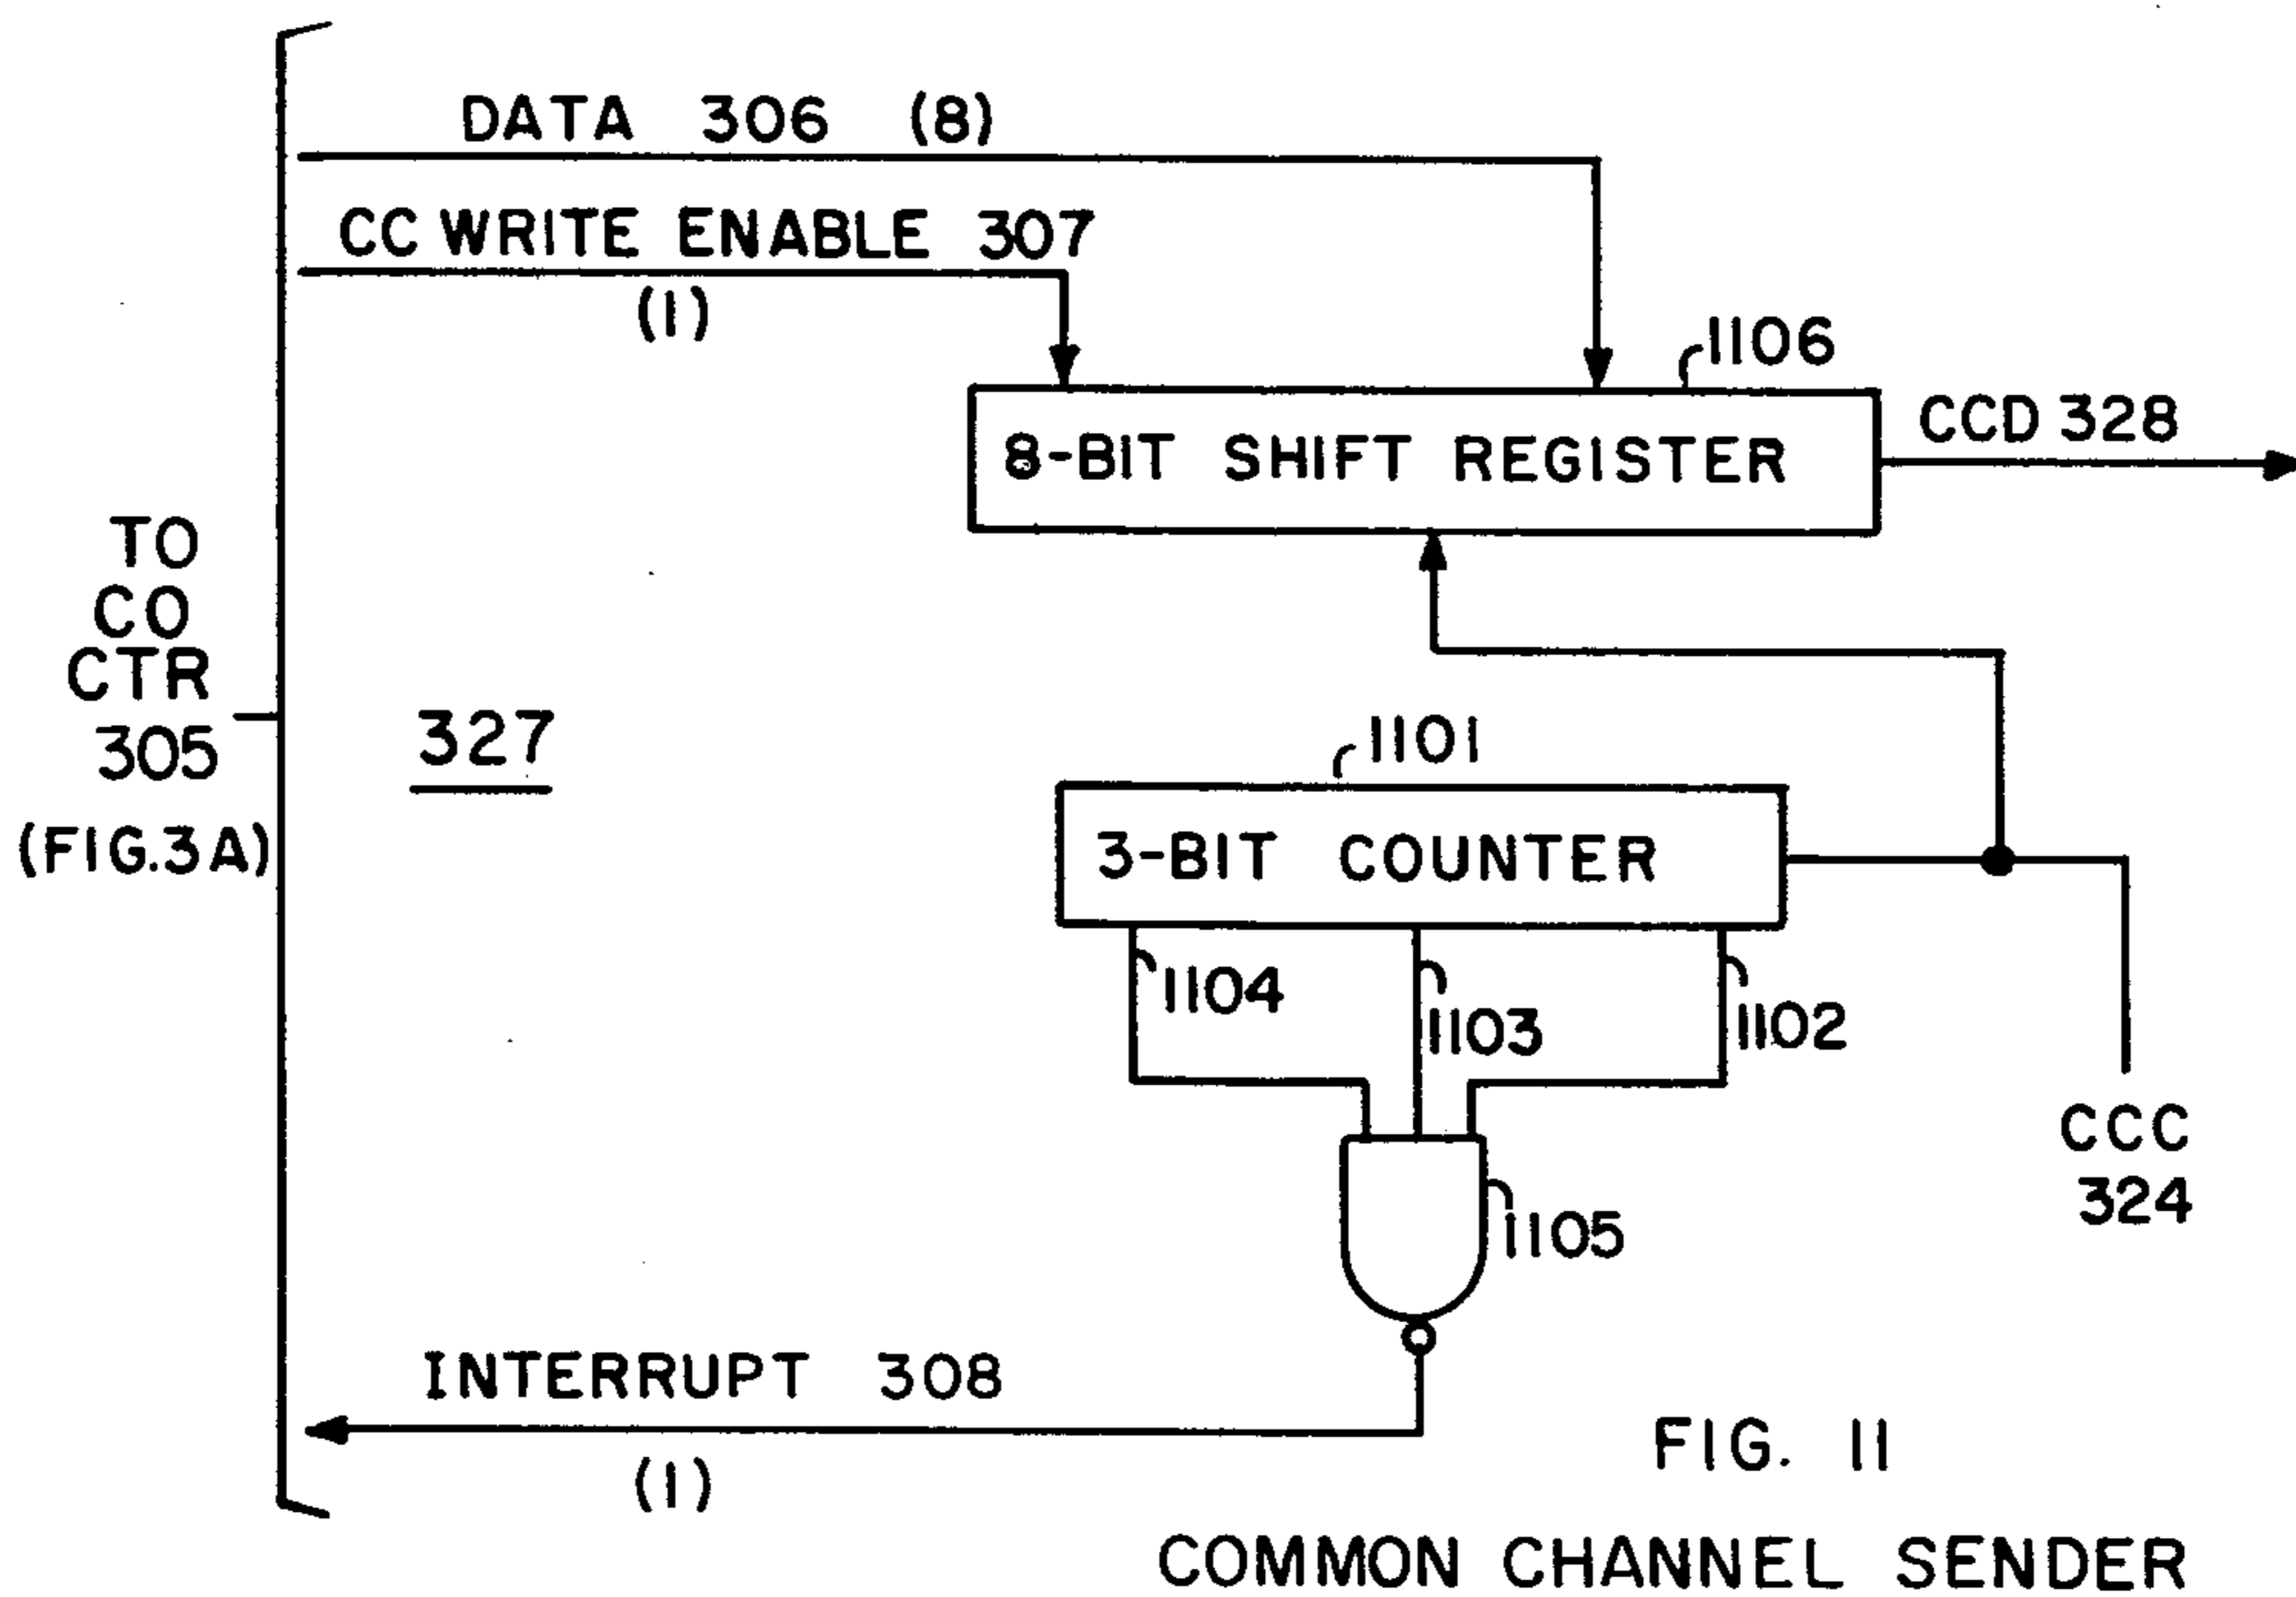 DATA 306 (8)
CC WRITE ENABLE 307
(1)
1106
8-BIT SHIFT REGISTER
CCD 328
TO
CO
CTR
305
(FIG.3A)
327
1101
3-BIT COUNTER
1104
1103
1102
CCC
324
1105
INTERRUPT 308
(1)
FIG. 11
COMMON CHANNEL SENDER